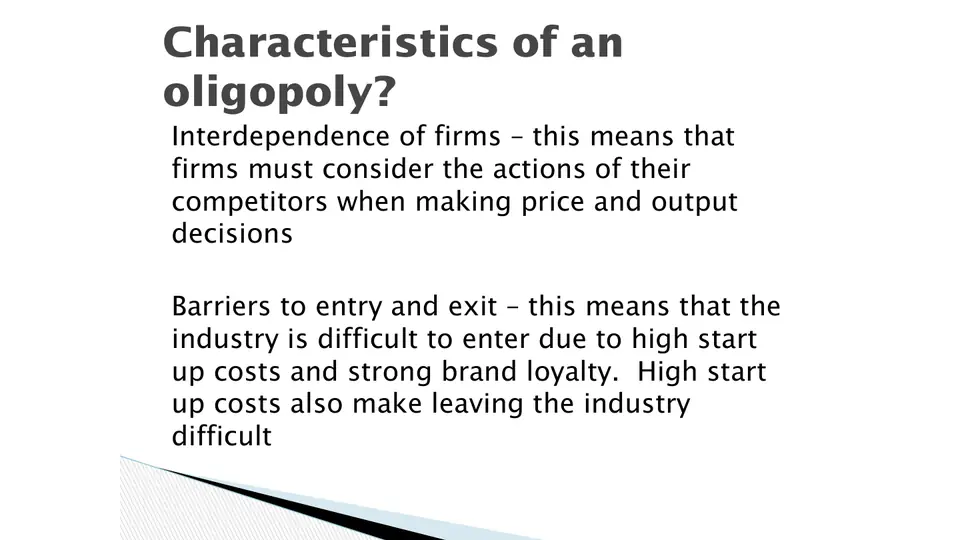 Characteristics of an
oligopoly?
Interdependence of firms – this means that
firms must consider the actions of their
competitors when making price and output
decisions
Barriers to entry and exit – this means that the
industry is difficult to enter due to high start
up costs and strong brand loyalty.  High start
up costs also make leaving the industry
difficult